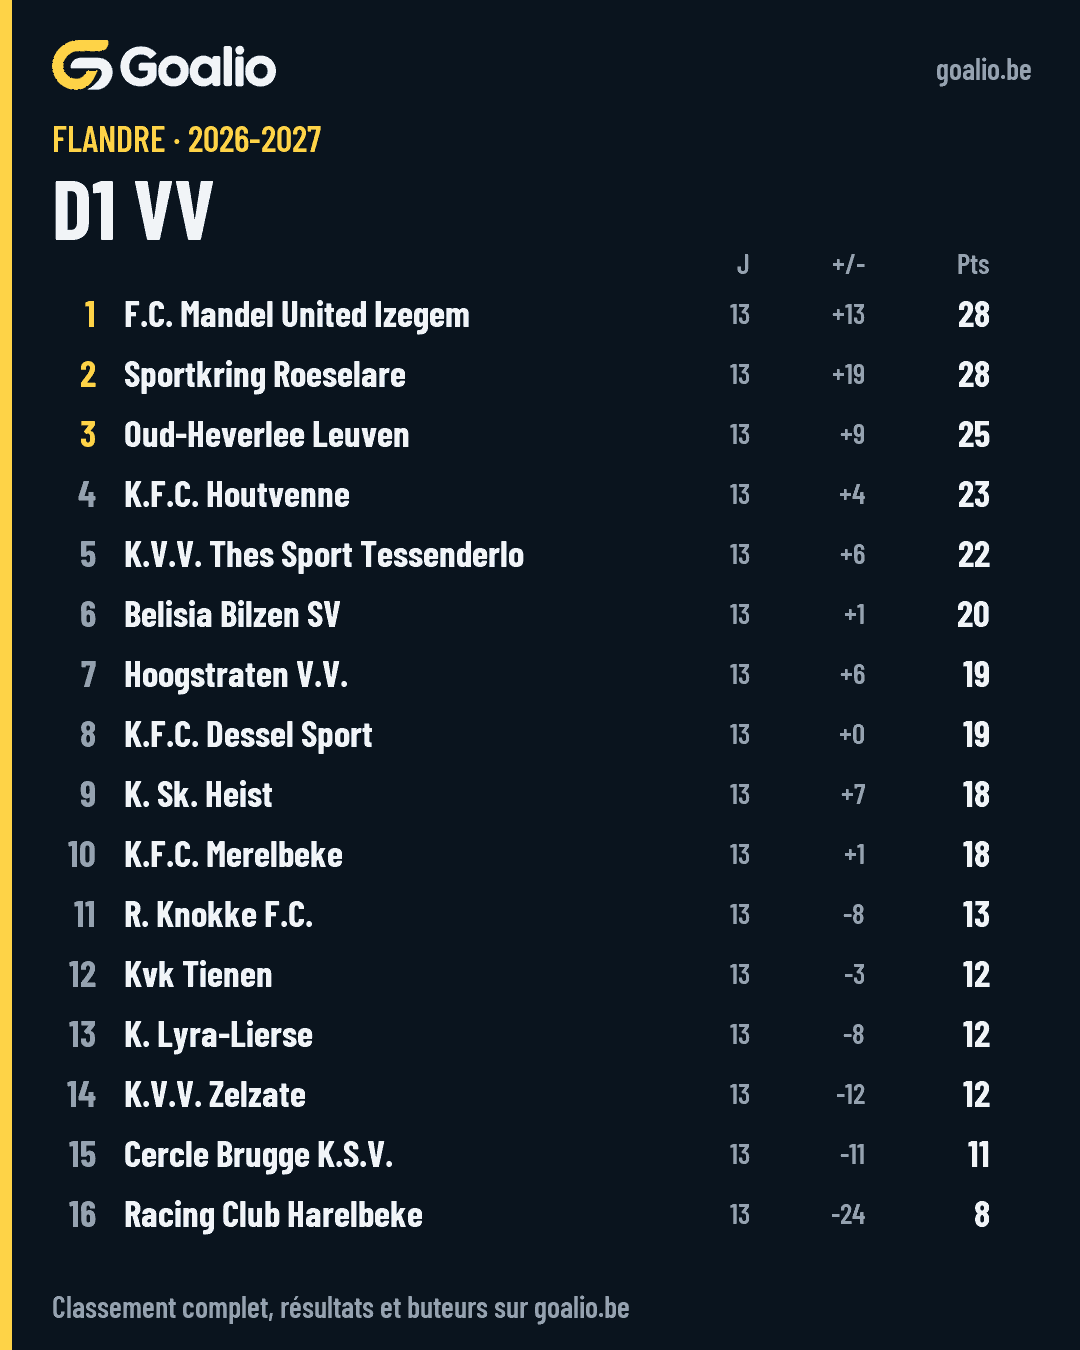 Goalio
goalio.be
FLANDRE · 2026-2027
D1 VV
J +/- Pts
1 F.C. Mandel United Izegem 13 +13 28
2 Sportkring Roeselare 13 +19 28
3 Oud-Heverlee Leuven 13 +9 25
4 K.F.C. Houtvenne 13 +4 23
5 K.V.V. Thes Sport Tessenderlo 13 +6 22
6 Belisia Bilzen SV 13 +1 20
7 Hoogstraten V.V. 13 +6 19
8 K.F.C. Dessel Sport 13 +0 19
9 K. Sk. Heist 13 +7 18
10 K.F.C. Merelbeke 13 +1 18
11 R. Knokke F.C. 13 -8 13
12 Kvk Tienen 13 -3 12
13 K. Lyra-Lierse 13 -8 12
14 K.V.V. Zelzate 13 -12 12
15 Cercle Brugge K.S.V. 13 -11 11
16 Racing Club Harelbeke 13 -24 8
Classement complet, résultats et buteurs sur goalio.be